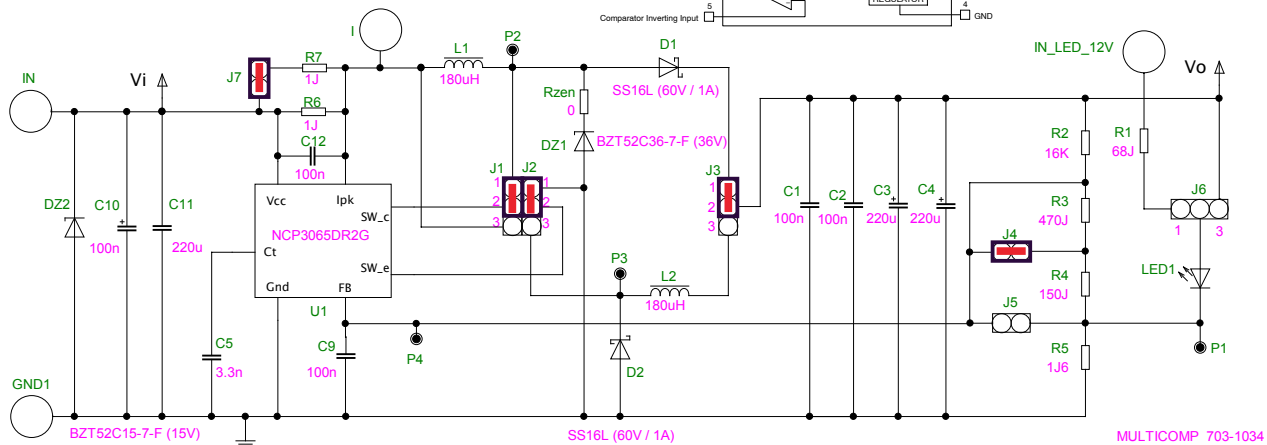 5
Comparator Inverting Input
REGULATOR
4
GND
IN
Vi
J7
R7
1J
R6
1J
C12
100n
I
L1
180uH
P2
D1
SS16L (60V / 1A)
Rzen
0
DZ1
BZT52C36-7-F (36V)
IN_LED_12V
Vo
R1
68J
R2
16K
R3
470J
J4
R4
150J
J5
R5
1J6
J6
1
3
LED1
P1
DZ2
C10
100n
C11
220u
Vcc
Ipk
SW_c
NCP3065DR2G
Ct
SW_e
Gnd
FB
U1
J1
J2
1
2
3
1
2
3
J3
1
2
3
C1
100n
C2
100n
C3
220u
C4
220u
P3
L2
180uH
D2
SS16L (60V / 1A)
P4
C5
3.3n
C9
100n
GND1
BZT52C15-7-F (15V)
MULTICOMP 703-1034